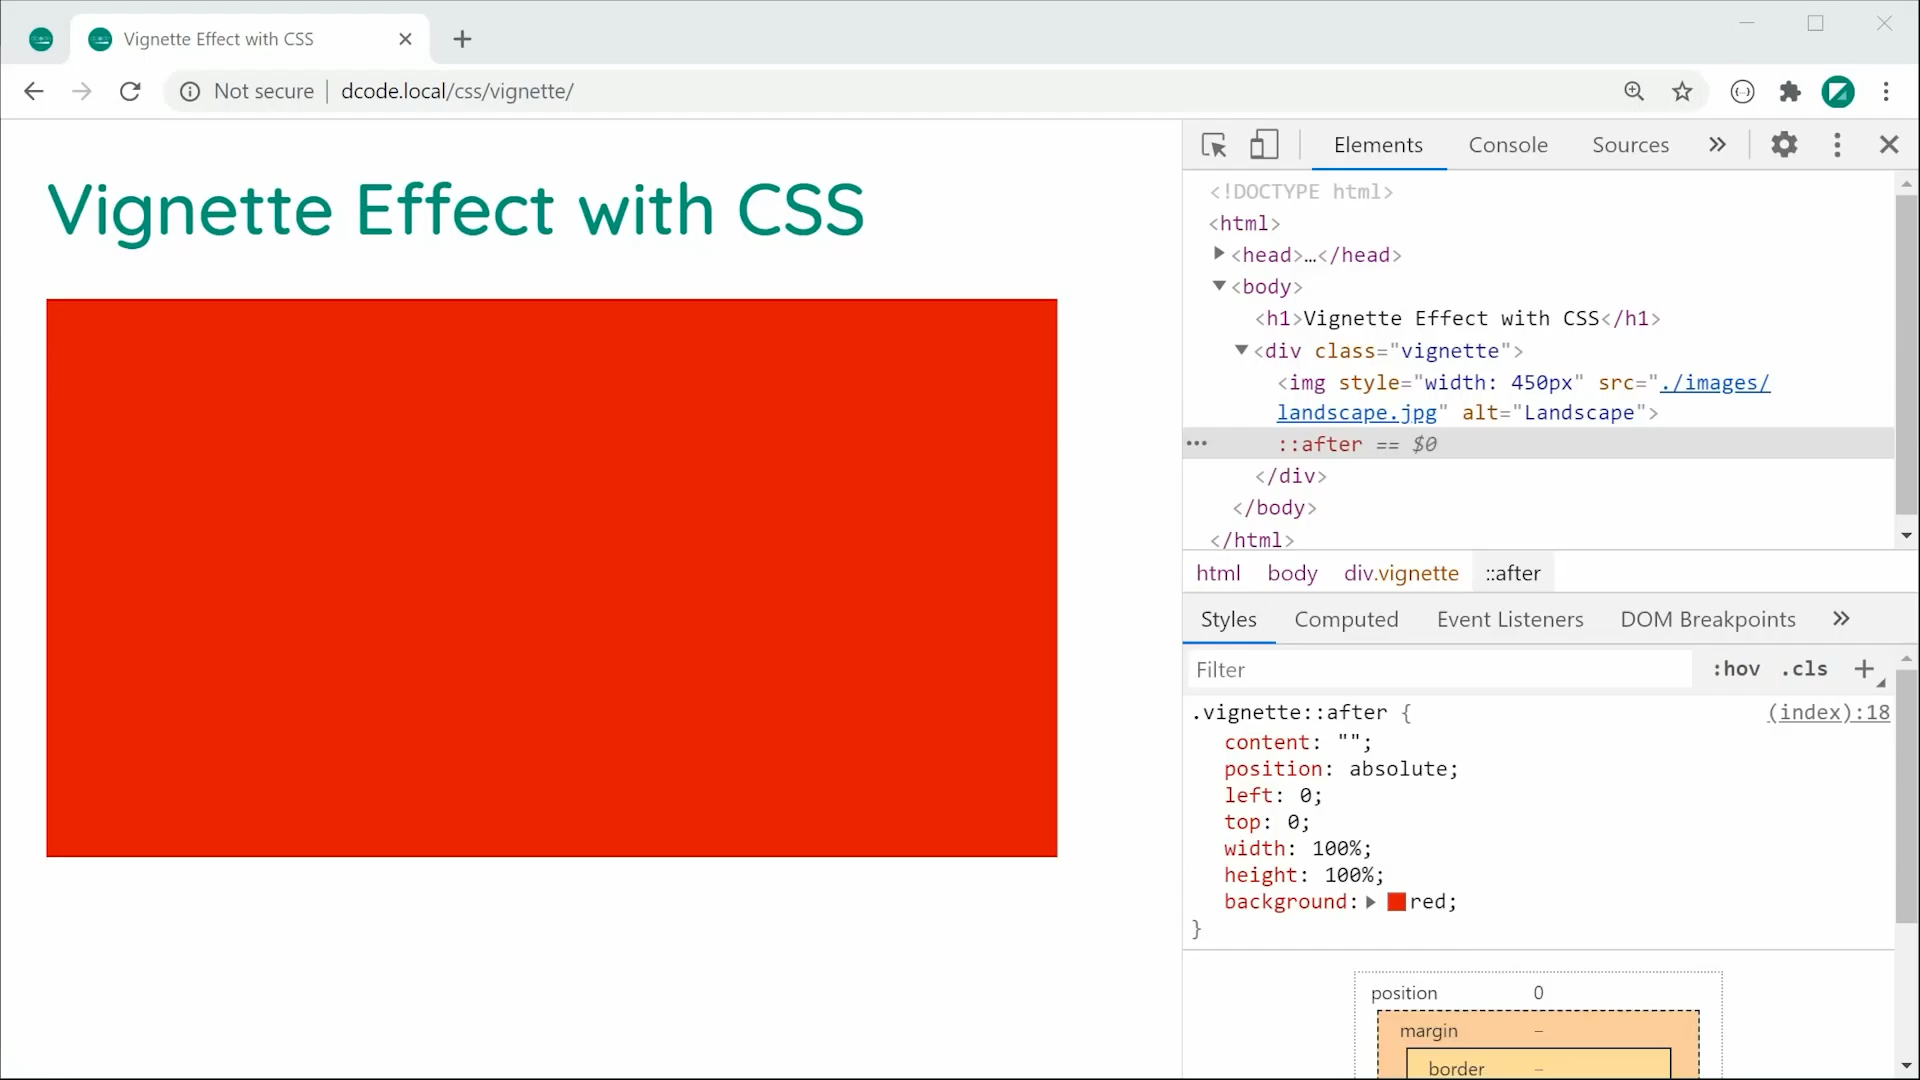 Vignette Effect with CSS
Not secure | dcode.local/css/vignette/
Vignette Effect with CSS
Elements Console Sources »
<!DOCTYPE html>
<html>
<head>…</head>
<body>
<h1>Vignette Effect with CSS</h1>
<div class="vignette">
<img style="width: 450px" src="./images/
landscape.jpg" alt="Landscape">
::after == $0
</div>
</body>
</html>
html body div.vignette ::after
Styles Computed Event Listeners DOM Breakpoints »
Filter :hov .cls +
.vignette::after { (index):18
content: "";
position: absolute;
left: 0;
top: 0;
width: 100%;
height: 100%;
background: red;
}
position 0
margin –
border –